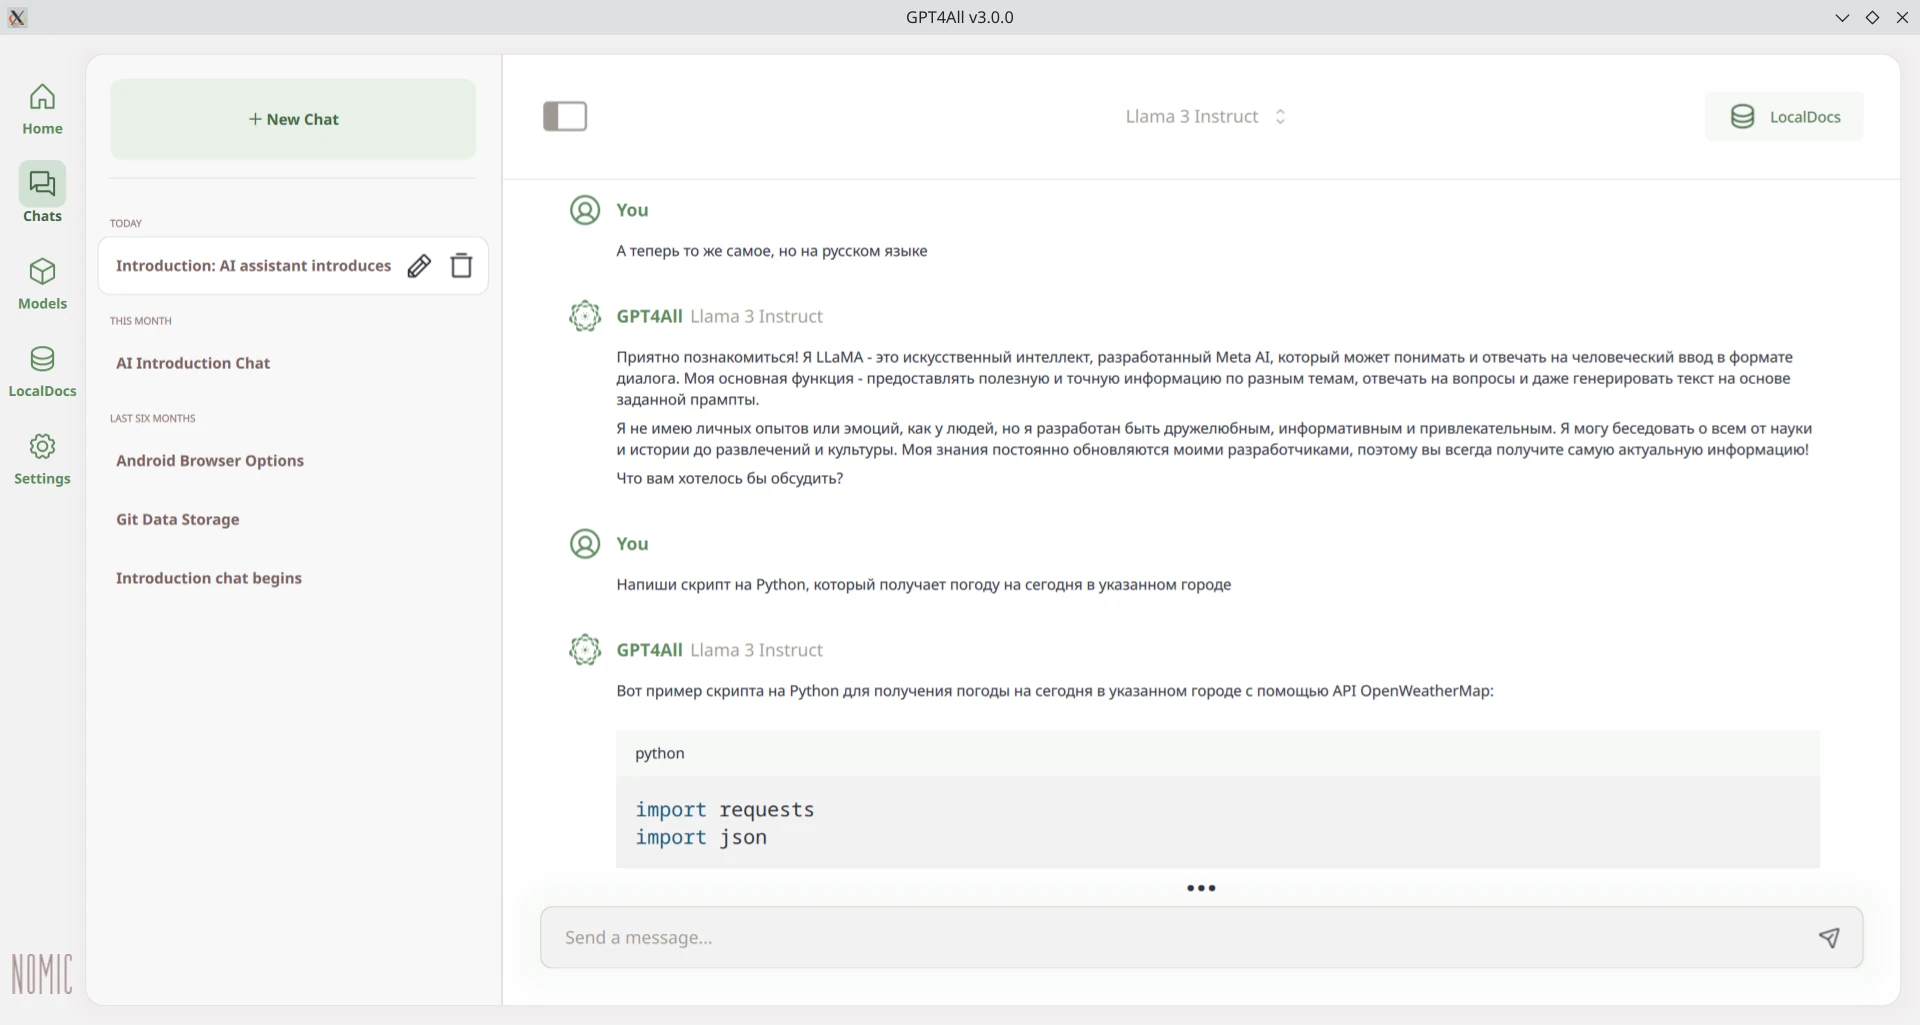 GPT4All v3.0.0
Home
Chats
Models
LocalDocs
Settings
NOMIC
+ New Chat
TODAY
Introduction: AI assistant introduces
THIS MONTH
AI Introduction Chat
LAST SIX MONTHS
Android Browser Options
Git Data Storage
Introduction chat begins
Llama 3 Instruct
LocalDocs
You
А теперь то же самое, но на русском языке
GPT4All Llama 3 Instruct
Приятно познакомиться! Я LLaMA - это искусственный интеллект, разработанный Meta AI, который может понимать и отвечать на человеческий ввод в формате
диалога. Моя основная функция - предоставлять полезную и точную информацию по разным темам, отвечать на вопросы и даже генерировать текст на основе
заданной прампты.
Я не имею личных опытов или эмоций, как у людей, но я разработан быть дружелюбным, информативным и привлекательным. Я могу беседовать о всем от науки
и истории до развлечений и культуры. Моя знания постоянно обновляются моими разработчиками, поэтому вы всегда получите самую актуальную информацию!
Что вам хотелось бы обсудить?
You
Напиши скрипт на Python, который получает погоду на сегодня в указанном городе
GPT4All Llama 3 Instruct
Вот пример скрипта на Python для получения погоды на сегодня в указанном городе с помощью API OpenWeatherMap:
python
import requests
import json
Send a message...